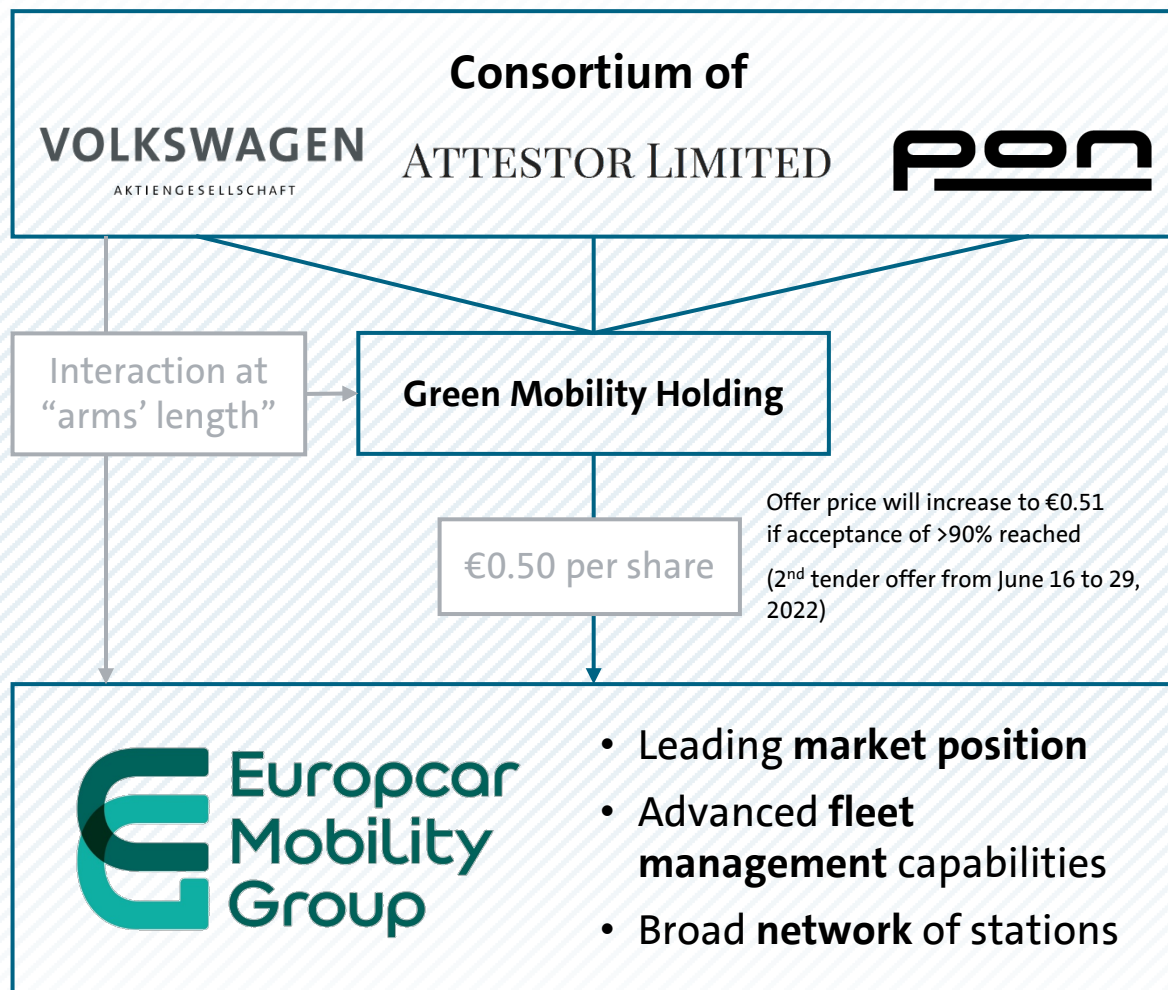 Consortium of
VOLKSWAGEN
AKTIENGESELLSCHAFT
ATTESTOR LIMITED
pon
Interaction at
“arms’ length”
Green Mobility Holding
€0.50 per share
Offer price will increase to €0.51
if acceptance of >90% reached
(2nd tender offer from June 16 to 29,
2022)
Europcar
Mobility
Group
• Leading market position
• Advanced fleet
management capabilities
• Broad network of stations